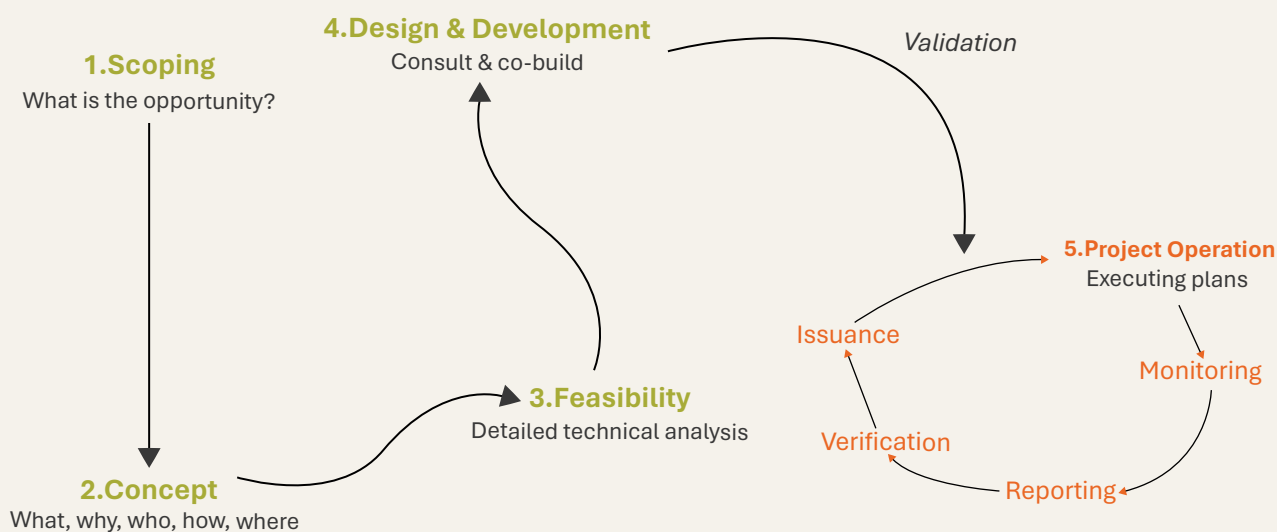 1.Scoping
What is the opportunity?
2.Concept
What, why, who, how, where
3.Feasibility
Detailed technical analysis
4.Design & Development
Consult & co-build
Validation
5.Project Operation
Executing plans
Monitoring
Reporting
Verification
Issuance